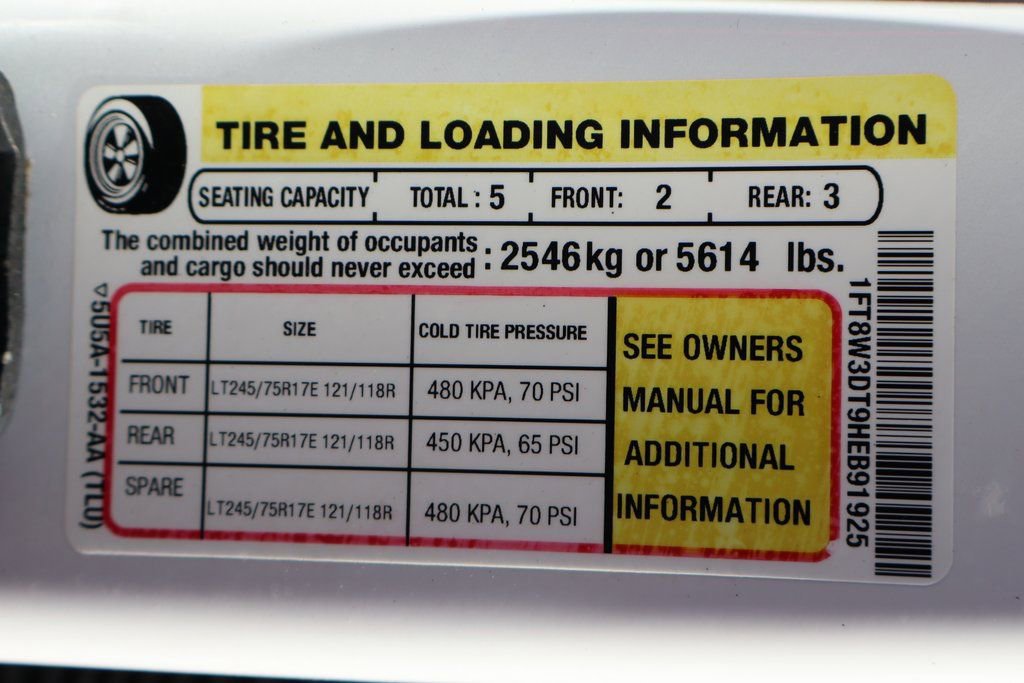 TIRE AND LOADING INFORMATION
SEATING CAPACITY TOTAL : 5 FRONT: 2 REAR: 3
The combined weight of occupants
and cargo should never exceed : 2546kg or 5614 lbs.
TIRE SIZE COLD TIRE PRESSURE
FRONT LT245/75R17E 121/118R 480 KPA, 70 PSI
REAR LT245/75R17E 121/118R 450 KPA, 65 PSI
SPARE LT245/75R17E 121/118R 480 KPA, 70 PSI
SEE OWNERS
MANUAL FOR
ADDITIONAL
INFORMATION
▽5U5A-1532-AA (TLU)
1FT8W3DT9HEB91925